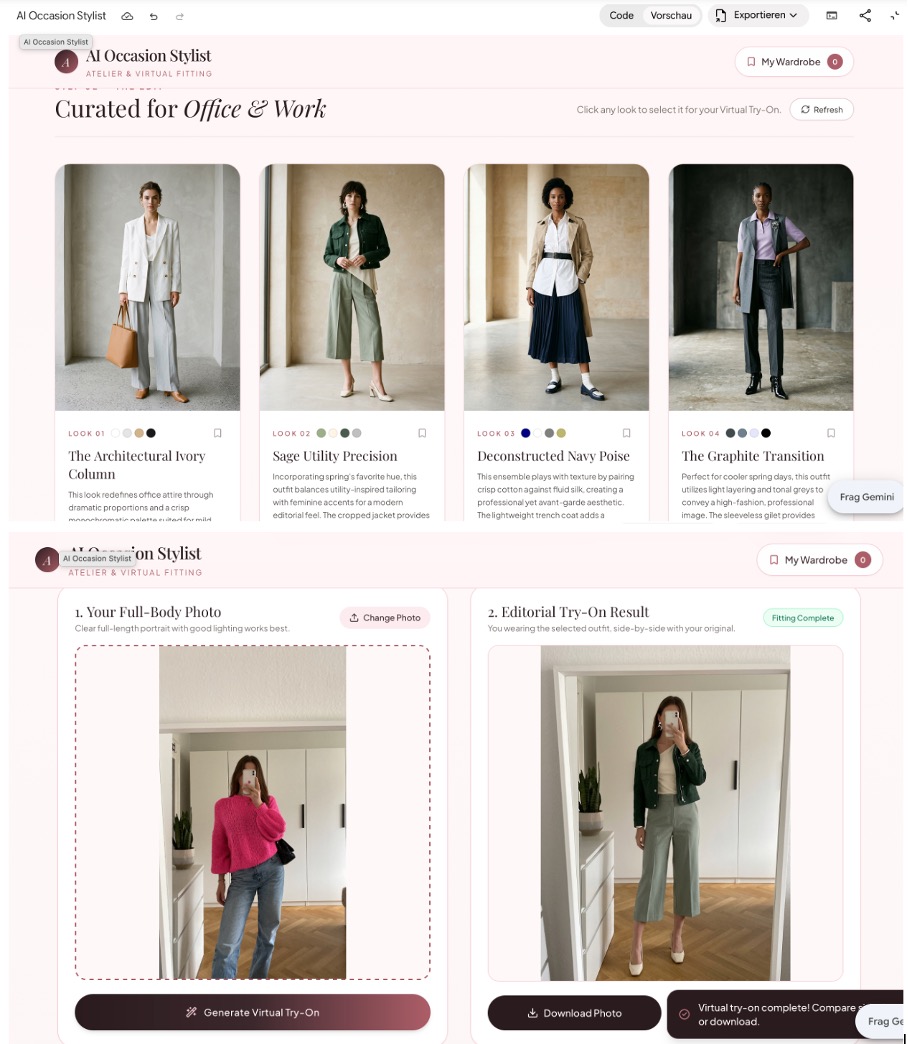 AI Occasion Stylist
Code
Vorschau
Exportieren
AI Occasion Stylist
A
AI Occasion Stylist
ATELIER & VIRTUAL FITTING
My Wardrobe 0
Curated for Office & Work
Click any look to select it for your Virtual Try-On.
Refresh
LOOK 01
The Architectural Ivory
Column
This look redefines office attire through
dramatic proportions and a crisp
monochromatic palette suited for mild
LOOK 02
Sage Utility Precision
Incorporating spring's favorite hue, this
outfit balances utility-inspired tailoring
with feminine accents for a modern
editorial feel. The cropped jacket provides
LOOK 03
Deconstructed Navy Poise
This ensemble plays with texture by pairing
crisp cotton against fluid silk, creating a
professional yet avant-garde aesthetic.
The lightweight trench coat adds a
LOOK 04
The Graphite Transition
Perfect for cooler spring days, this outfit
utilizes light layering and tonal greys to
convey a high-fashion, professional
image. The sleeveless gilet provides
Frag Gemini
A
AI Occasion Stylist
AI Occasion Stylist
ATELIER & VIRTUAL FITTING
My Wardrobe 0
1. Your Full-Body Photo
Clear full-length portrait with good lighting works best.
Change Photo
2. Editorial Try-On Result
You wearing the selected outfit, side-by-side with your original.
Fitting Complete
Generate Virtual Try-On
Download Photo
Virtual try-on complete! Compare
or download.
Frag Ge